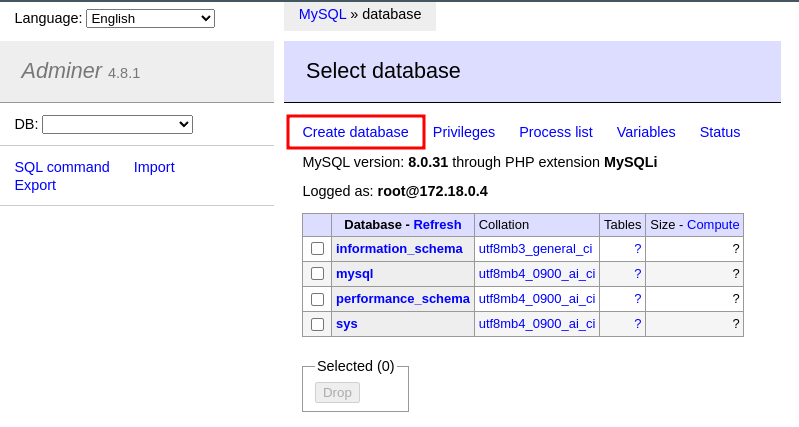 Language: English
MySQL » database
Adminer 4.8.1
Select database
DB:
SQL command Import
Export
Create database Privileges Process list Variables Status
MySQL version: 8.0.31 through PHP extension MySQLi
Logged as: root@172.18.0.4
Database - Refresh Collation Tables Size - Compute
information_schema utf8mb3_general_ci ? ?
mysql utf8mb4_0900_ai_ci ? ?
performance_schema utf8mb4_0900_ai_ci ? ?
sys utf8mb4_0900_ai_ci ? ?
Selected (0)
Drop